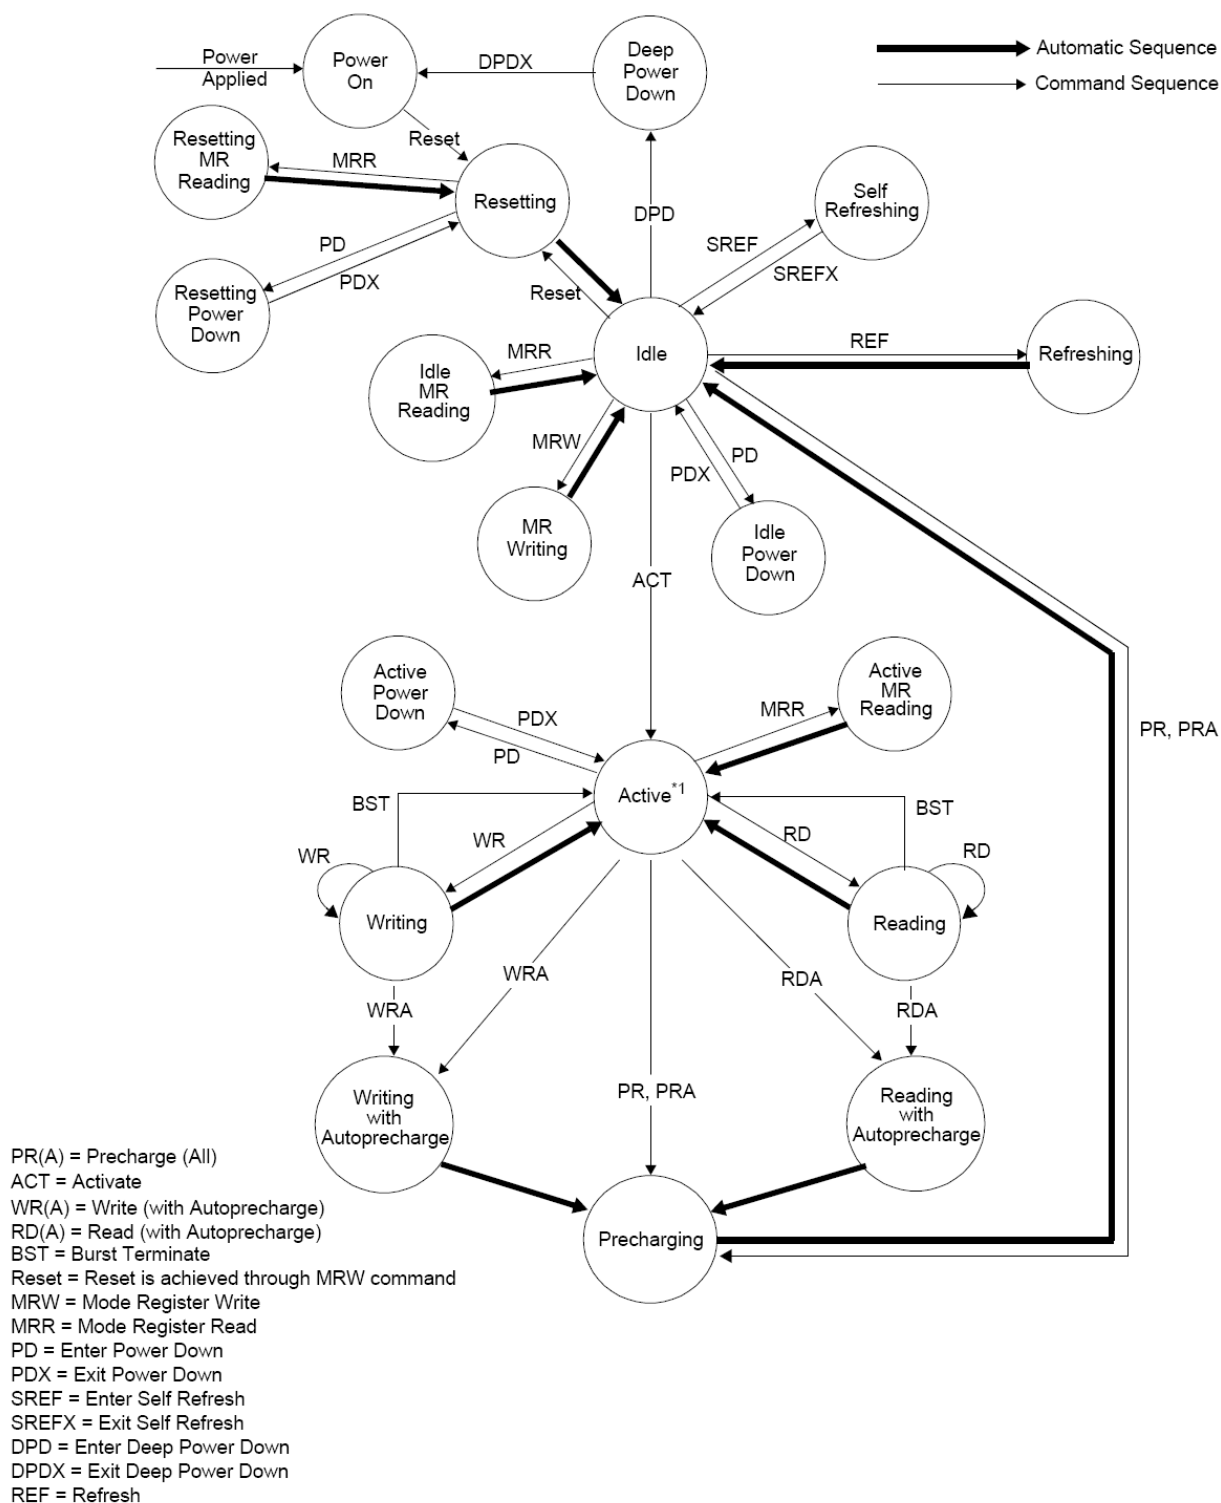 Power
Applied
Power
On
DPDX
Deep
Power
Down
Automatic Sequence
Command Sequence
Reset
Resetting
MR
Reading
MRR
Resetting
Self
Refreshing
DPD
SREF
SREFX
PD
PDX
Resetting
Power
Down
Reset
Idle
REF
Refreshing
MRR
Idle
MR
Reading
MRW
PD
PDX
MR
Writing
Idle
Power
Down
ACT
Active
Power
Down
PDX
PD
MRR
Active
MR
Reading
PR, PRA
Active*1
BST
BST
WR
WR
RD
RD
Writing
Reading
WRA
WRA
RDA
RDA
Writing
with
Autoprecharge
PR, PRA
Reading
with
Autoprecharge
Precharging
PR(A) = Precharge (All)
ACT = Activate
WR(A) = Write (with Autoprecharge)
RD(A) = Read (with Autoprecharge)
BST = Burst Terminate
Reset = Reset is achieved through MRW command
MRW = Mode Register Write
MRR = Mode Register Read
PD = Enter Power Down
PDX = Exit Power Down
SREF = Enter Self Refresh
SREFX = Exit Self Refresh
DPD = Enter Deep Power Down
DPDX = Exit Deep Power Down
REF = Refresh